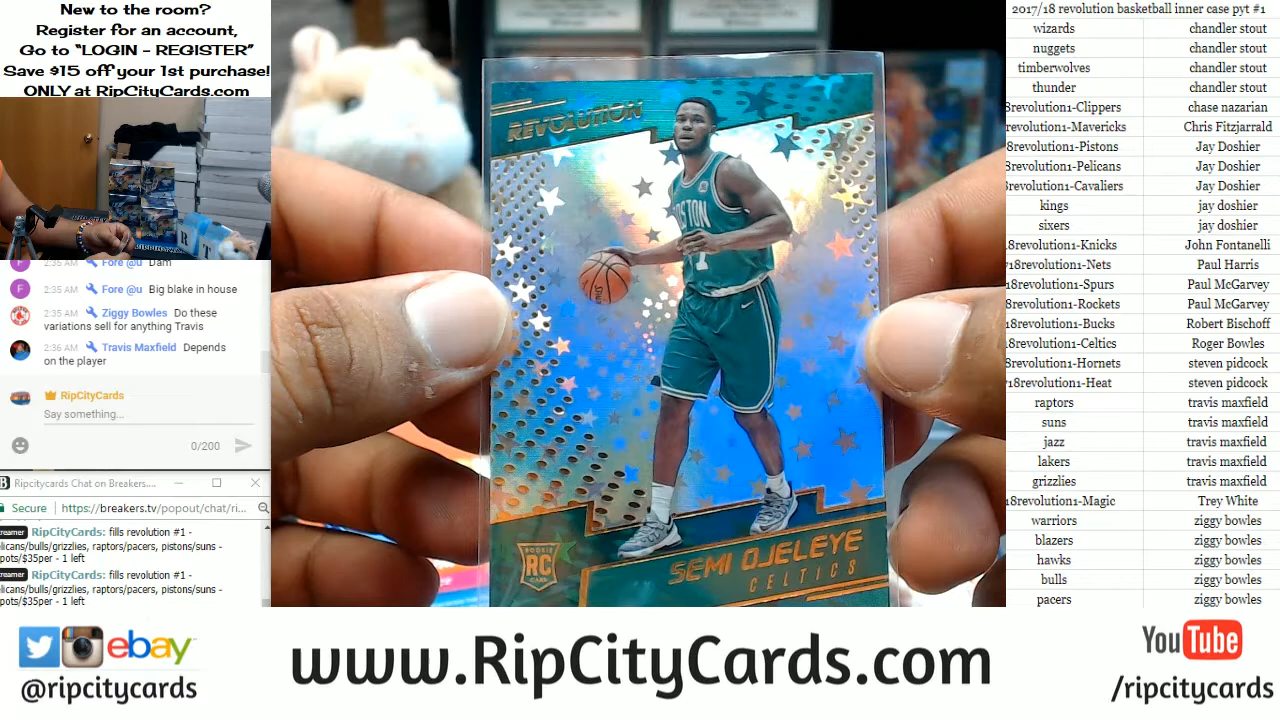 New to the room?
Register for an account,
Go to "LOGIN - REGISTER"
Save $15 off your 1st purchase!
ONLY at RipCityCards.com
R T
F 2:35 AM Fore @u Dam
F 2:35 AM Fore @u Big blake in house
2:35 AM Ziggy Bowles Do these
variations sell for anything Travis
2:36 AM Travis Maxfield Depends
on the player
RipCityCards
Say something...
0/200
Ripcitycards Chat on Breakers....
Secure https://breakers.tv/popout/chat/ri...
reamer RipCityCards: fills revolution #1 -
licans/bulls/grizzlies, raptors/pacers, pistons/suns -
pots/$35per - 1 left
reamer RipCityCards: fills revolution #1 -
licans/bulls/grizzlies, raptors/pacers, pistons/suns -
pots/$35per - 1 left
REVOLUTION
BOSTON
SPALDING
ROOKIE
RC
CARD
SEMI OJELEYE
CELTICS
2017/18 revolution basketball inner case pyt #1
wizards chandler stout
nuggets chandler stout
timberwolves chandler stout
thunder chandler stout
8revolution1-Clippers chase nazarian
revolution1-Mavericks Chris Fitzjarrald
18revolution1-Pistons Jay Doshier
revolution1-Pelicans Jay Doshier
8revolution1-Cavaliers Jay Doshier
kings jay doshier
sixers jay doshier
18revolution1-Knicks John Fontanelli
18revolution1-Nets Paul Harris
18revolution1-Spurs Paul McGarvey
8revolution1-Rockets Paul McGarvey
18revolution1-Bucks Robert Bischoff
18revolution1-Celtics Roger Bowles
8revolution1-Hornets steven pidcock
18revolution1-Heat steven pidcock
raptors travis maxfield
suns travis maxfield
jazz travis maxfield
lakers travis maxfield
grizzlies travis maxfield
18revolution1-Magic Trey White
warriors ziggy bowles
blazers ziggy bowles
hawks ziggy bowles
bulls ziggy bowles
pacers ziggy bowles
ebay
@ripcitycards
www.RipCityCards.com
YouTube
/ripcitycards